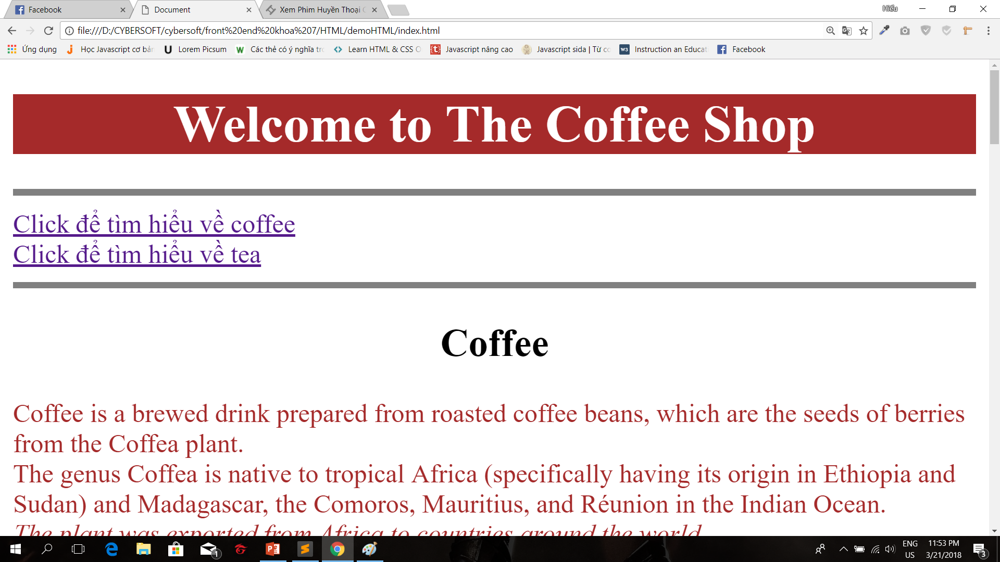 Facebook
Document
Xem Phim Huyền Thoại
Hiếu
file:///D:/CYBERSOFT/cybersoft/front%20end%20khoa%207/HTML/demoHTML/index.html
Ứng dụng
Học Javascript cơ bản
Lorem Picsum
Các thẻ có ý nghĩa
Learn HTML & CSS
Javascript nâng cao
Javascript sida | Từ
w3 Instruction an
Facebook
Welcome to The Coffee Shop
Click để tìm hiểu về coffee
Click để tìm hiểu về tea
Coffee
Coffee is a brewed drink prepared from roasted coffee beans, which are the seeds of berries
from the Coffea plant.
The genus Coffea is native to tropical Africa (specifically having its origin in Ethiopia and
Sudan) and Madagascar, the Comoros, Mauritius, and Réunion in the Indian Ocean.
The plant was exported from Africa to countries around the world
1
ENG
US
11:53 PM
3/21/2018
3